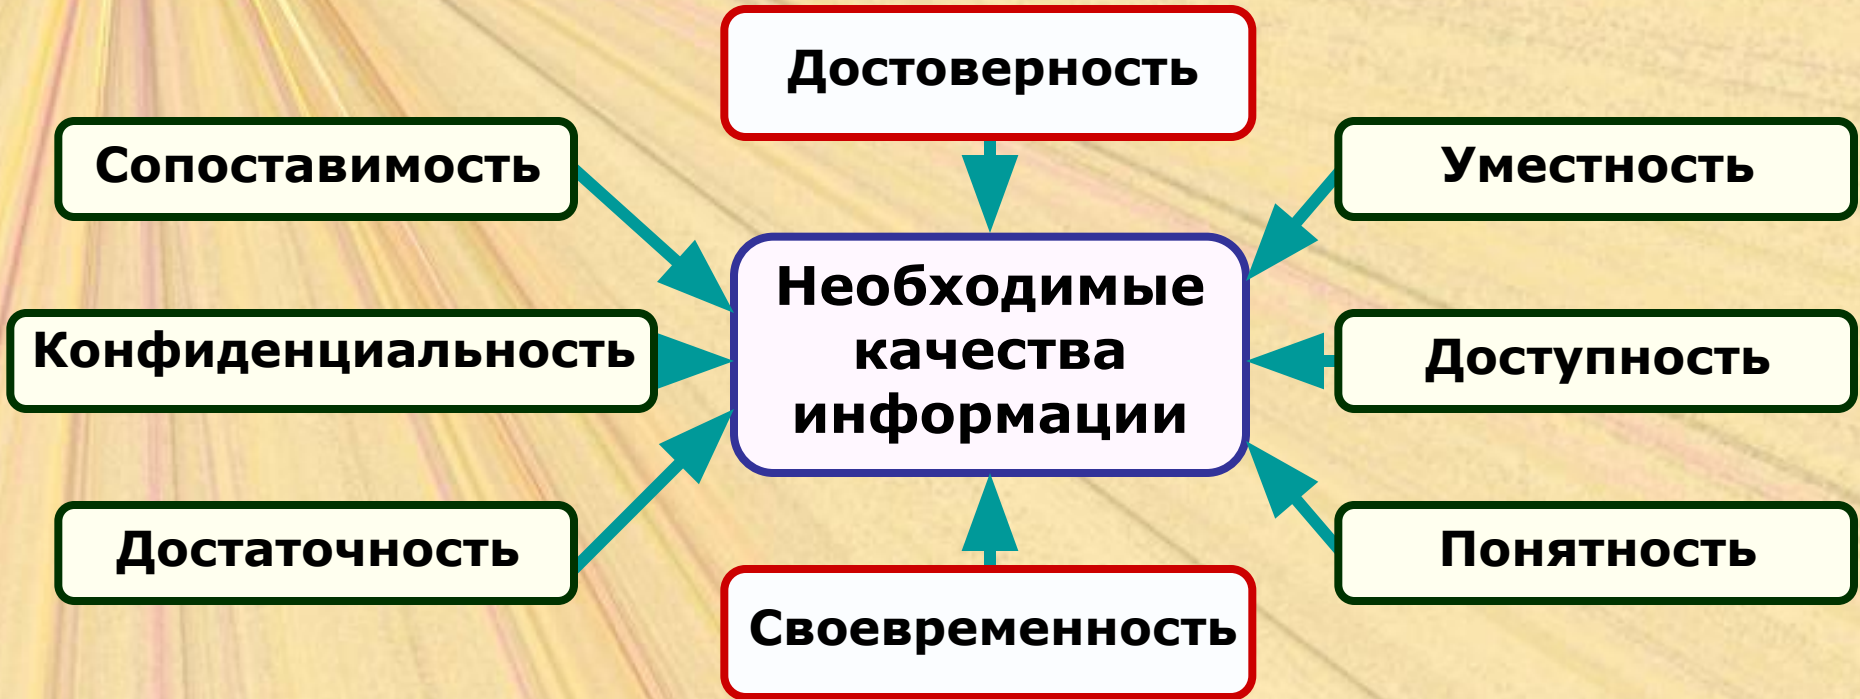 Достоверность
Сопоставимость
Уместность
Необходимые
качества
информации
Конфиденциальность
Доступность
Достаточность
Понятность
Своевременность